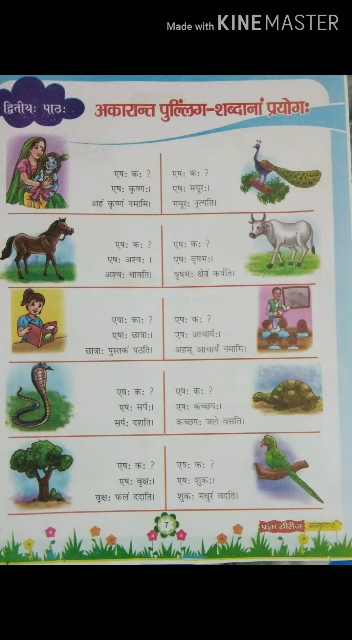 Made with KINEMASTER
द्वितीयः पाठः
अकारान्त पुल्लिंग-शब्दानां प्रयोगः
एषः कः ?
एषः कृष्णः।
अहं कृष्णं नमामि।
एषः कः ?
एषः मयूरः।
मयूरः नृत्यति।
एषः कः ?
एषः अश्वः ।
अश्वः धावति।
एषः कः ?
एषः वृषभः।
वृषभः क्षेत्रं कर्षति।
एषाः काः ?
एषाः छात्राः।
छात्राः पुस्तकं पठति।
एषः कः ?
एषः आचार्यः।
अहम् आचार्यं नमामि।
एषः कः ?
एषः सर्पः।
सर्पः दशति।
एषः कः ?
एषः कच्छपः।
कच्छपः जले वसति।
एषः कः ?
एषः वृक्षः।
वृक्षः फलं ददाति।
एषः कः ?
एषः शुकः।
शुकः मधुरं वदति।
7
प्रज्ञा सीरीज